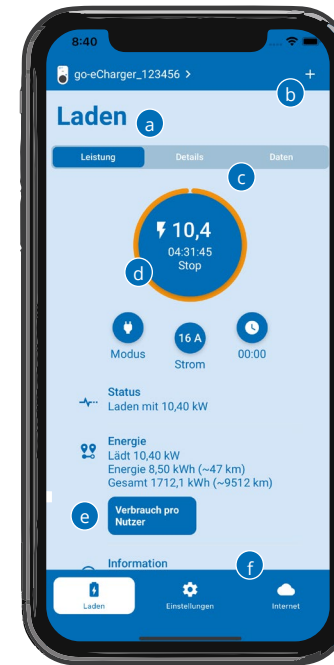 8:40
go-eCharger_123456 >
+
b
Laden
a
Leistung Details Daten
c
10,4
04:31:45
Stop
d
16 A
Modus Strom 00:00
Status
Laden mit 10,40 kW
Energie
Lädt 10,40 kW
Energie 8,50 kWh (~47 km)
Gesamt 1712,1 kWh (~9512 km)
e
Verbrauch pro
Nutzer
Information
f
Laden Einstellungen Internet